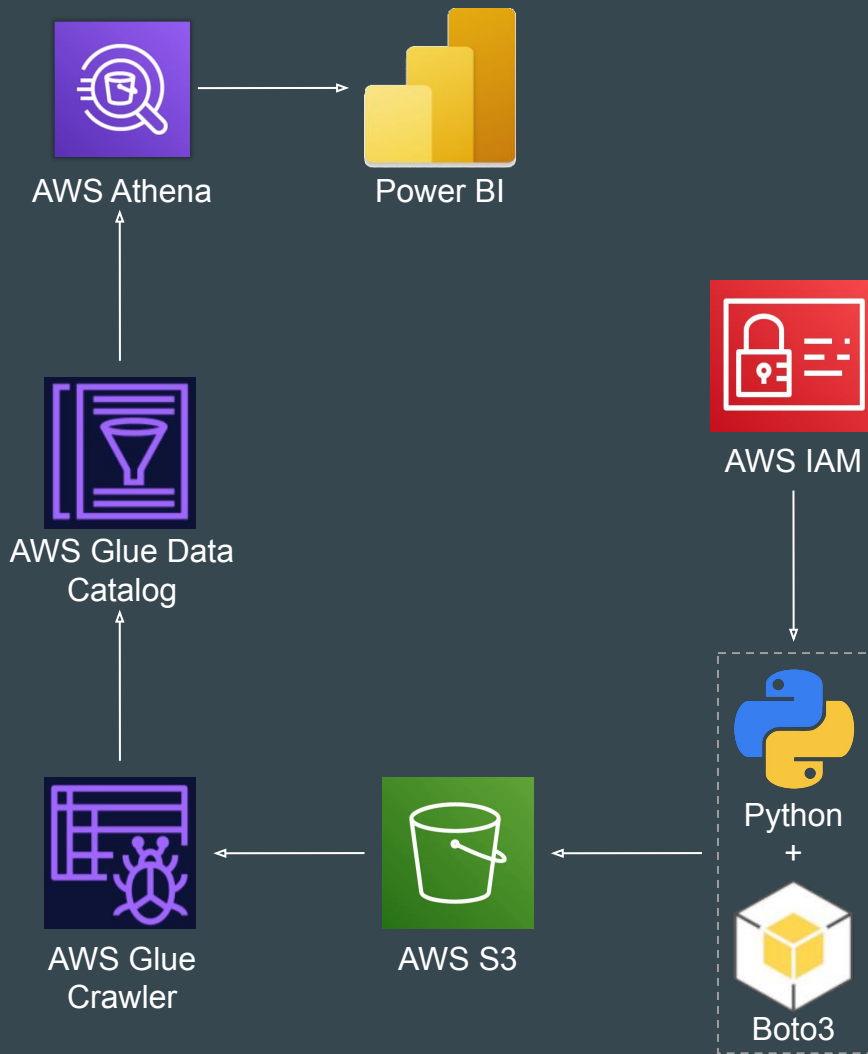 AWS Athena
Power BI
AWS IAM
AWS Glue Data
Catalog
Python
+
Boto3
AWS S3
AWS Glue
Crawler